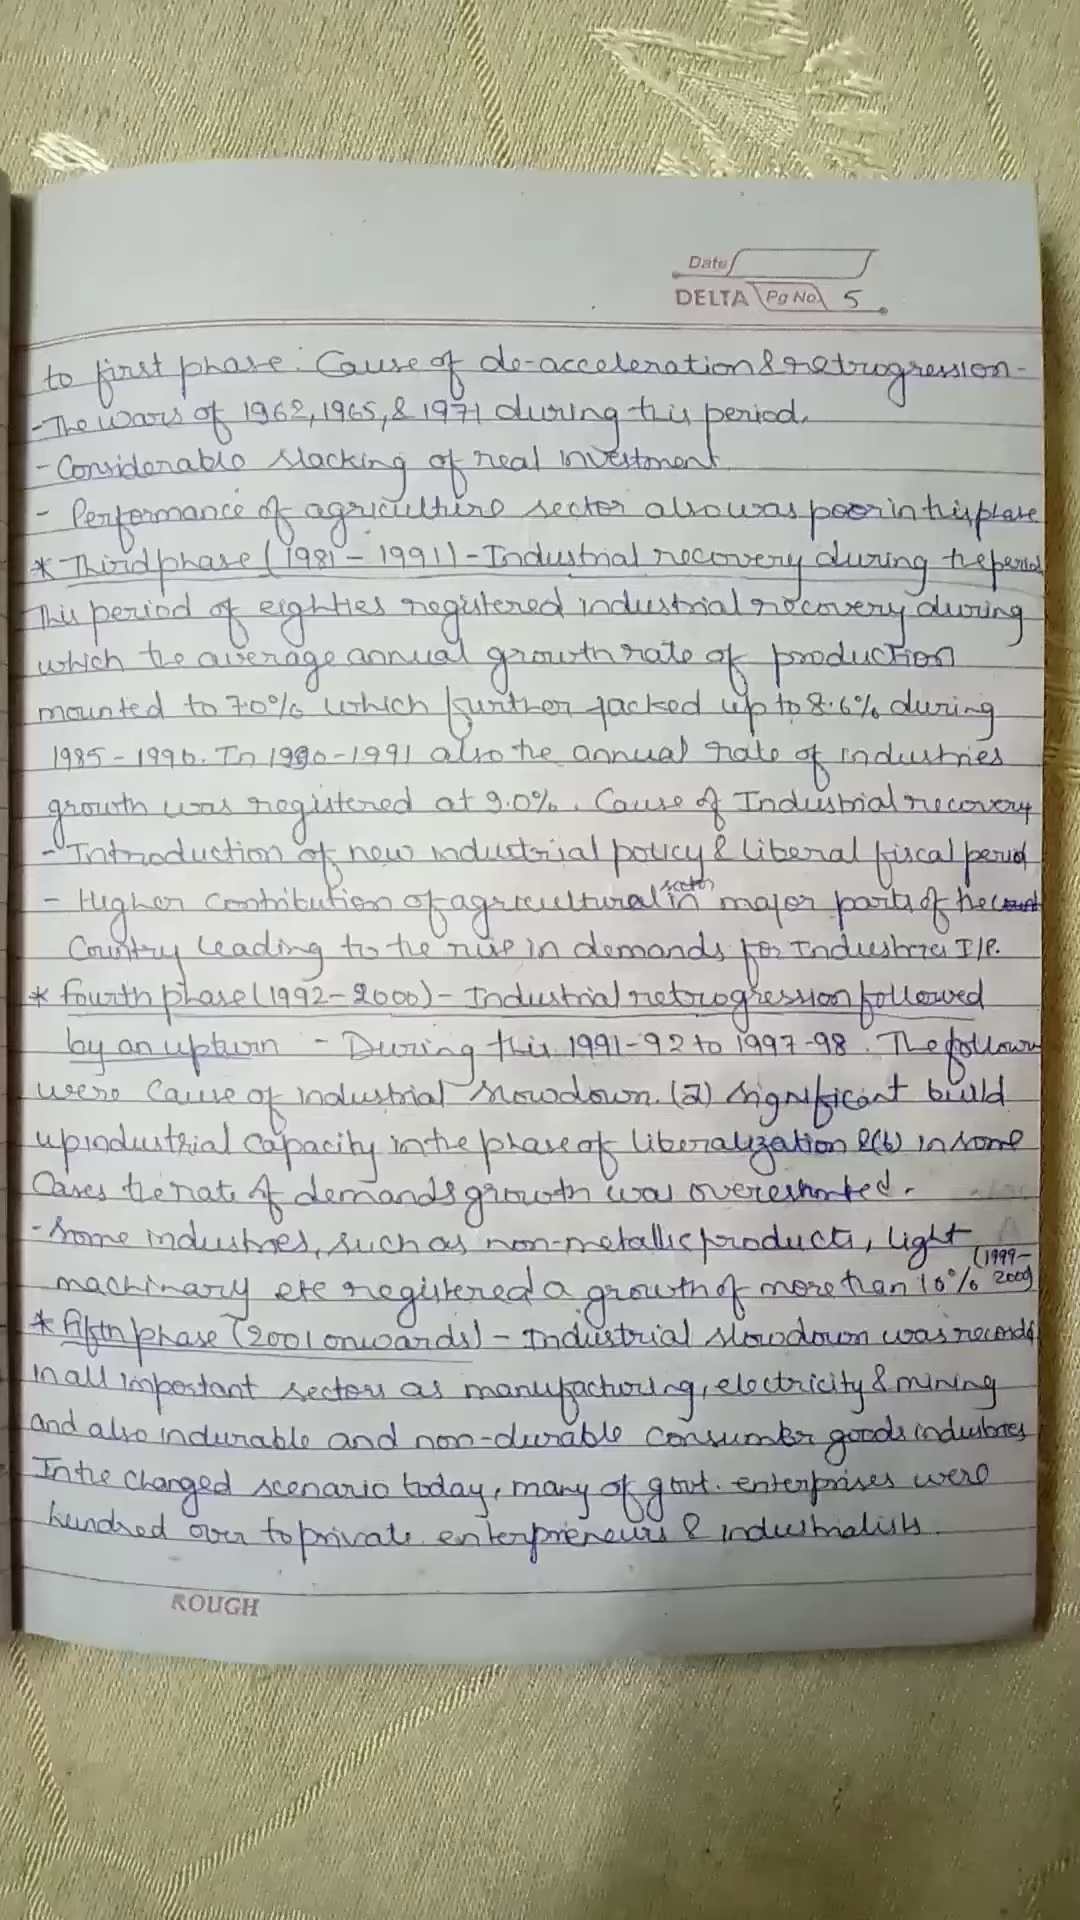 Date
DELTA Pg No. 5
to first phase. Cause of de-acceleration & retrogression-
-The wars of 1962, 1965, & 1971 during this period.
- Considerable slacking of real investment.
- Performance of agriculture sector also was poor in this phase
* Third phase (1981 - 1991) - Industrial recovery during the period
This period of eighties registered industrial recovery during
which the average annual growth rate of production
mounted to 7.0% which further jacked up to 8.6% during
1985 - 1990. In 1990-1991 also the annual rate of industries
growth was registered at 9.0%. Cause of Industrial recovery
- Introduction of new industrial policy & liberal fiscal period
- Higher Contribution of agricultural sector in major parts of the
Country leading to the rise in demands for Industrial I/P.
* fourth phase (1992-2000) - Industrial retrogression followed
by an upturn - During this 1991-92 to 1997-98. The follown
were cause of industrial slowdown. (a) significant build
up industrial capacity in the phase of liberalization & (b) in some
Cases the rate of demands growth was
- Some industries, such as non-metallic products, light
machinary etc registered a growth of more than 10% (1999-2000)
* fifth phase (2001 onwards) - Industrial slowdown was records
in all important sectors as manufacturing, electricity & mining
and also in durable and non-durable consumer goods industries
In the changed scenario today, many of govt. enterprises were
hundred over to private enterpreneurs & industrialists.
ROUGH